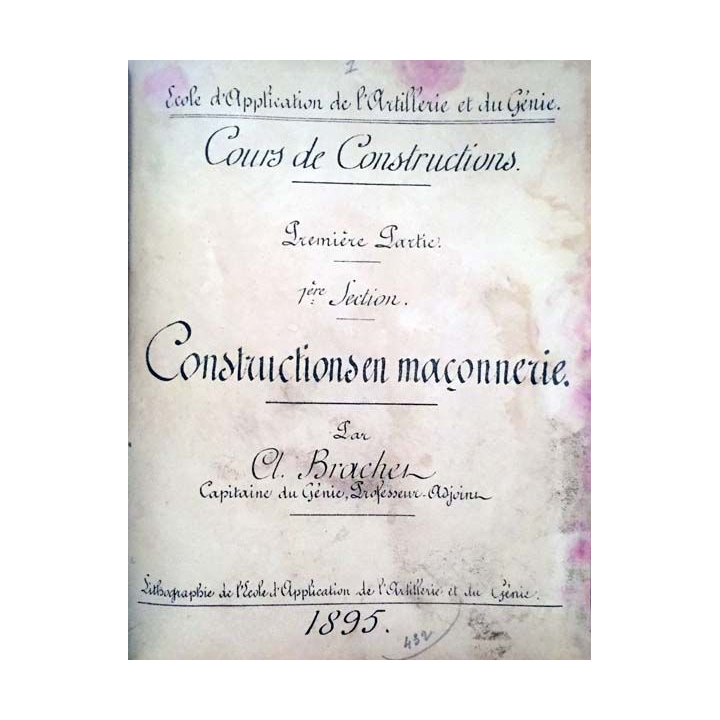 1
Ecole d'Application de l'Artillerie et du Génie.
Cours de Constructions.
Première Partie.
1ère Section.
Constructions en maçonnerie.
Par
A. Brachet
Capitaine du Génie, Professeur-Adjoint
Lithographie de l'Ecole d'Application de l'Artillerie et du Génie.
1895.
432